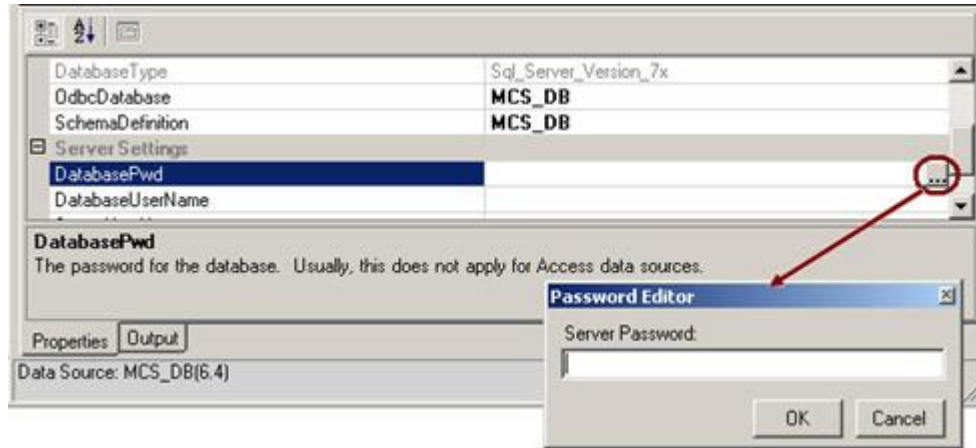 DatabaseType Sql_Server_Version_7x
OdbcDatabase MCS_DB
SchemaDefinition MCS_DB
Server Settings
DatabasePwd ...
DatabaseUserName
DatabasePwd
The password for the database. Usually, this does not apply for Access data sources.
Properties Output
Data Source: MCS_DB(6.4)
Password Editor
Server Password:
OK Cancel